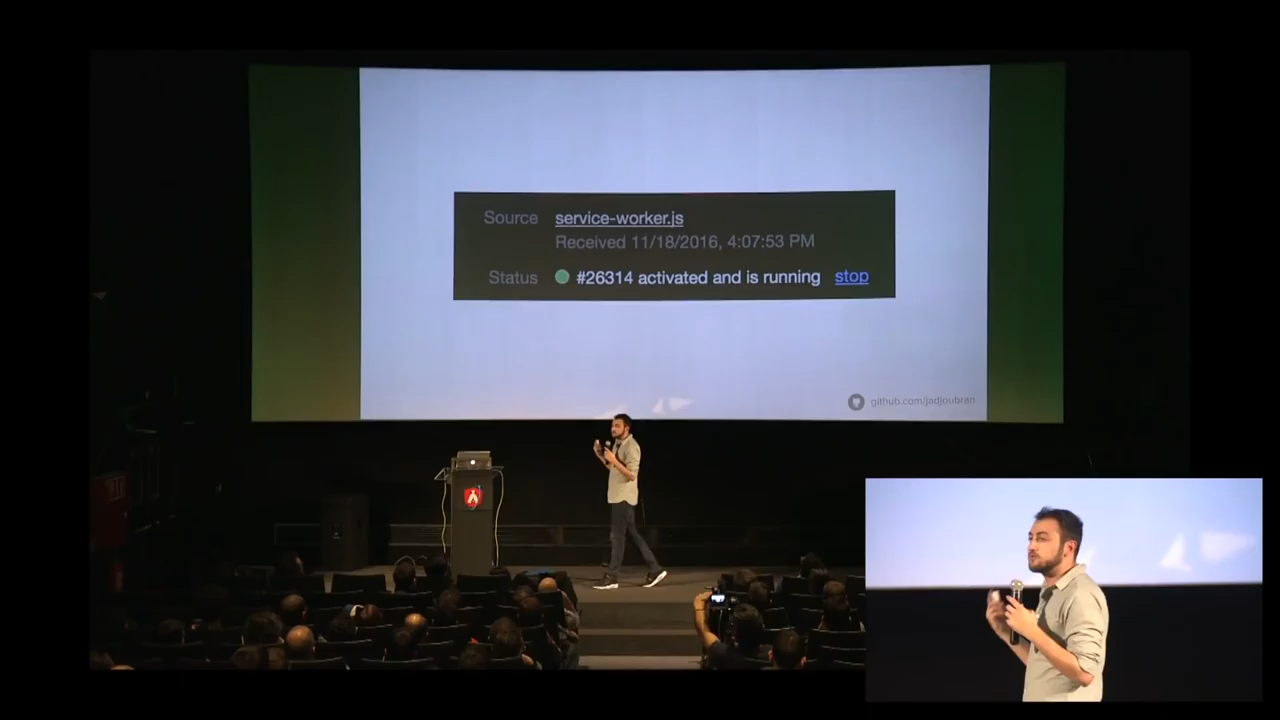 Source service-worker.js
Received 11/18/2016, 4:07:53 PM
Status #26314 activated and is running stop
github.com/jadjoubran